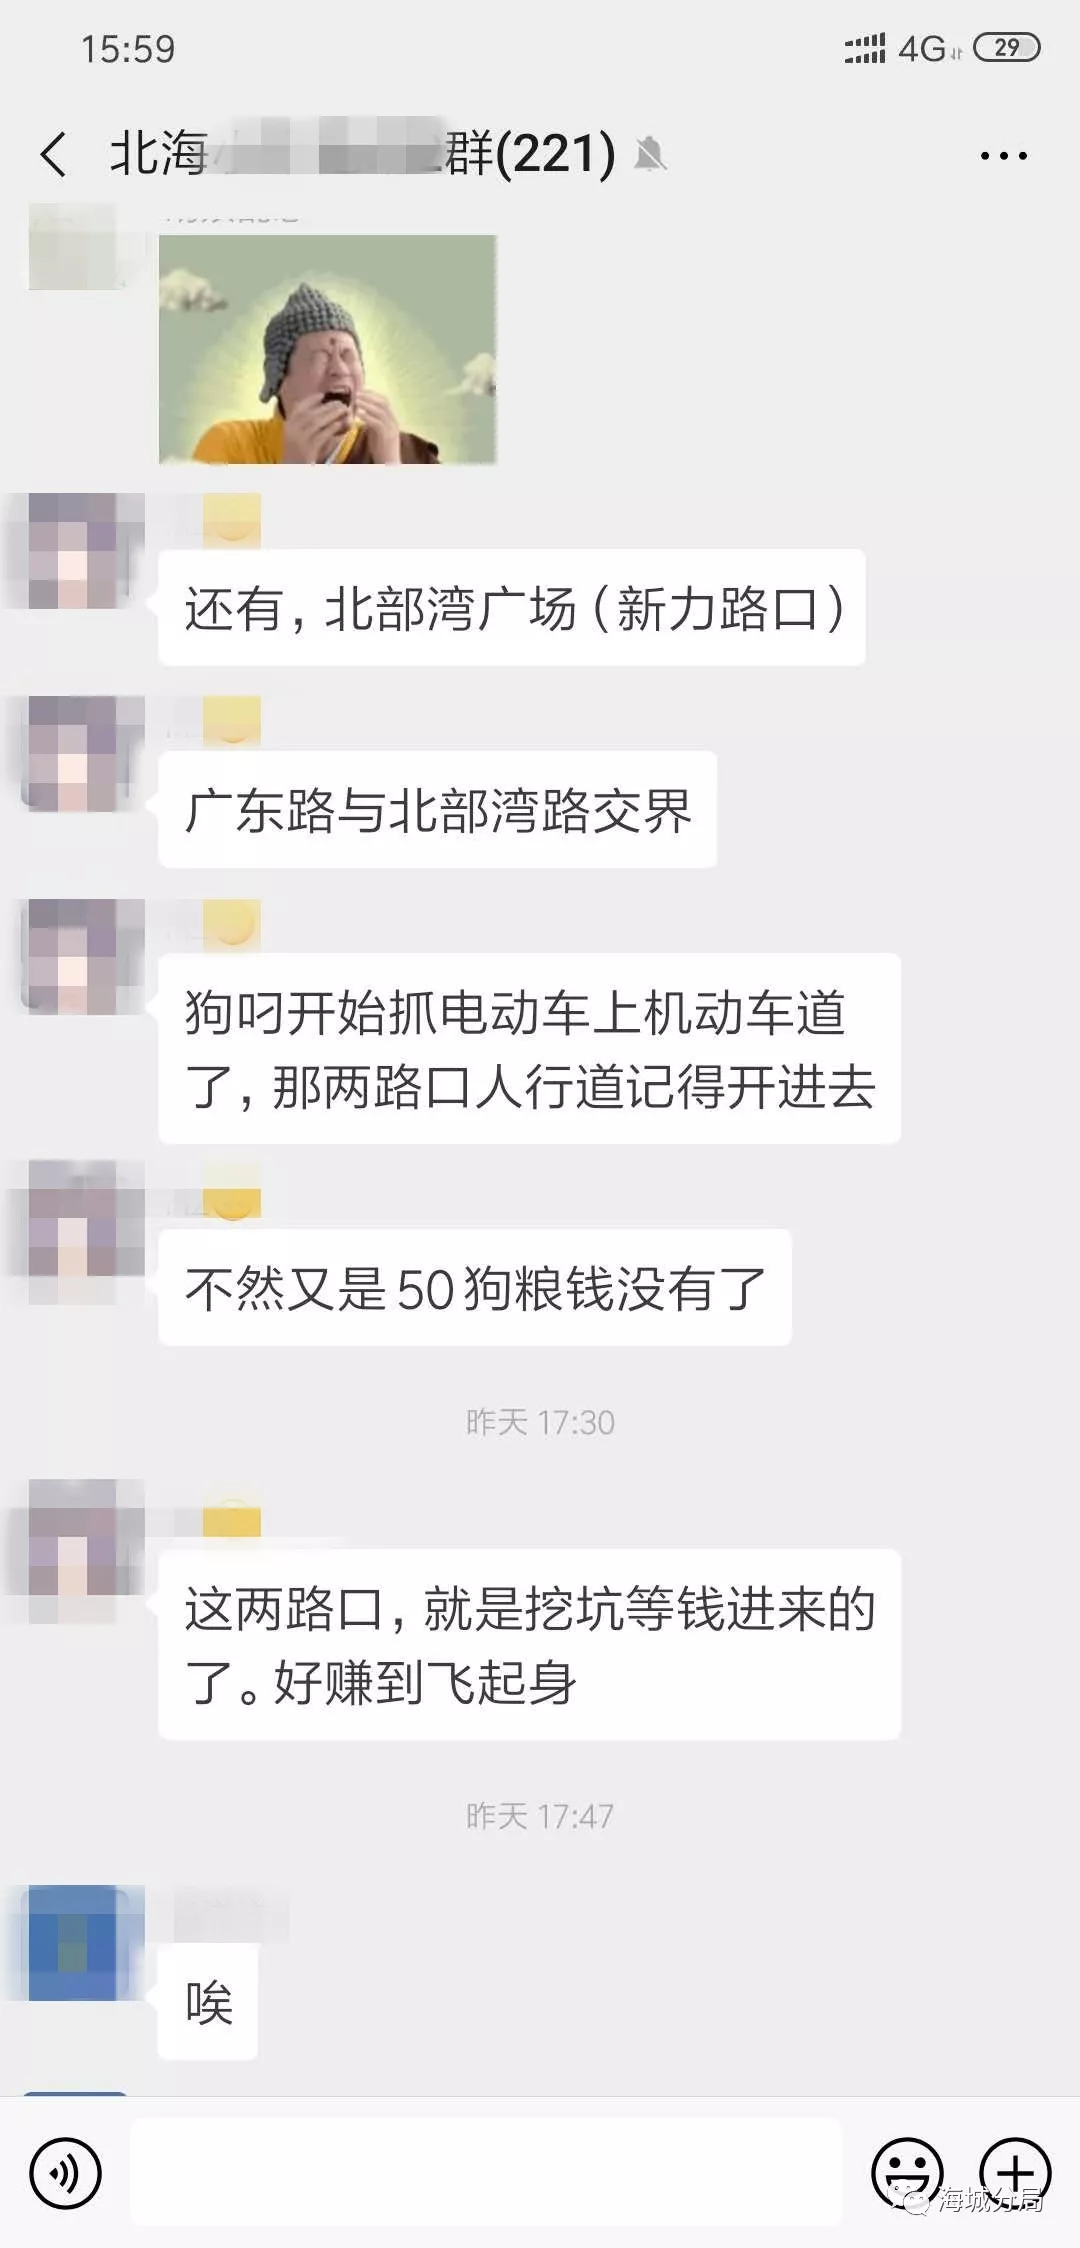 15:59
4G
29
北海
群(221)
还有,北部湾广场(新力路口)
广东路与北部湾路交界
狗叼开始抓电动车上机动车道
了,那两路口人行道记得开进去
不然又是50狗粮钱没有了
昨天 17:30
这两路口,就是挖坑等钱进来的
了。好赚到飞起身
昨天 17:47
唉
海城分局